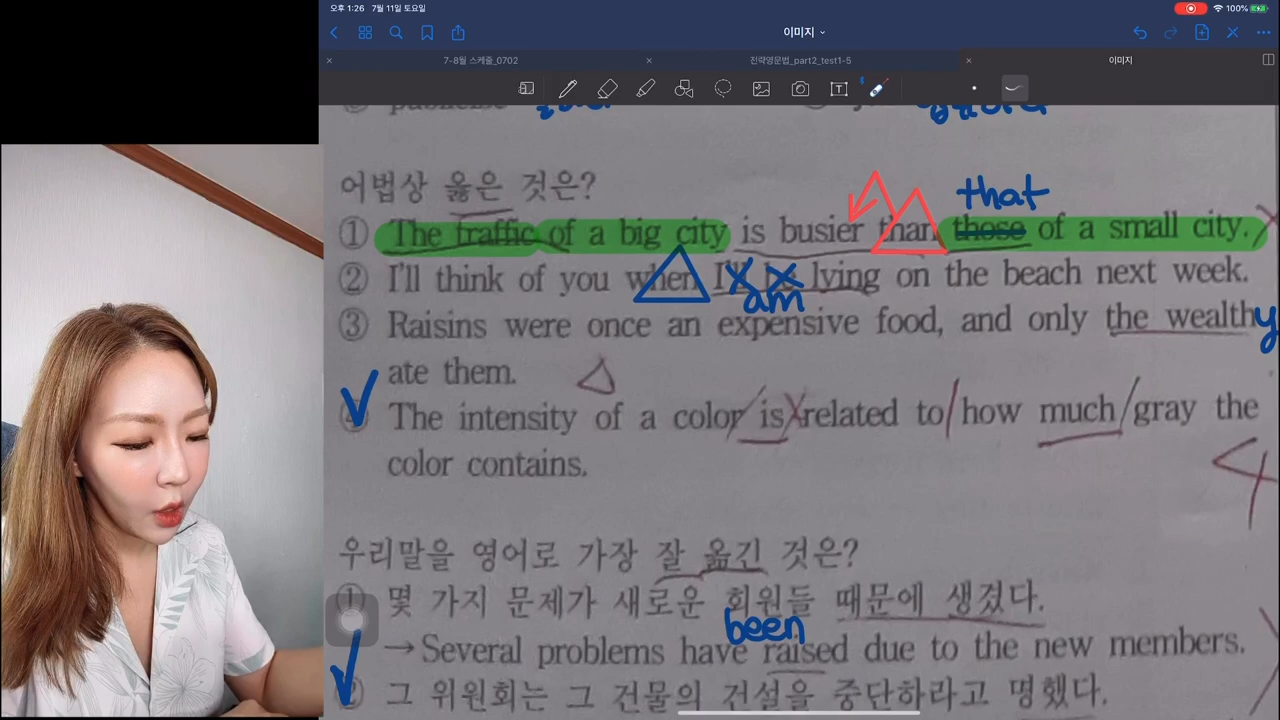 오후 1:26 7월 11일 토요일
100%
이미지
7-8월 스케줄_0702
전략영문법_part2_test1-5
이미지
that
어법상 옳은 것은?
① The traffic of a big city is busier than those of a small city.
② I'll think of you when I'll be lying on the beach next week.
am
③ Raisins were once an expensive food, and only the wealthy
ate them.
④ The intensity of a color is related to how much gray the
color contains.
4
우리말을 영어로 가장 잘 옮긴 것은?
① 몇 가지 문제가 새로운 회원들 때문에 생겼다.
been
→ Several problems have raised due to the new members.
② 그 위원회는 그 건물의 건설을 중단하라고 명했다.